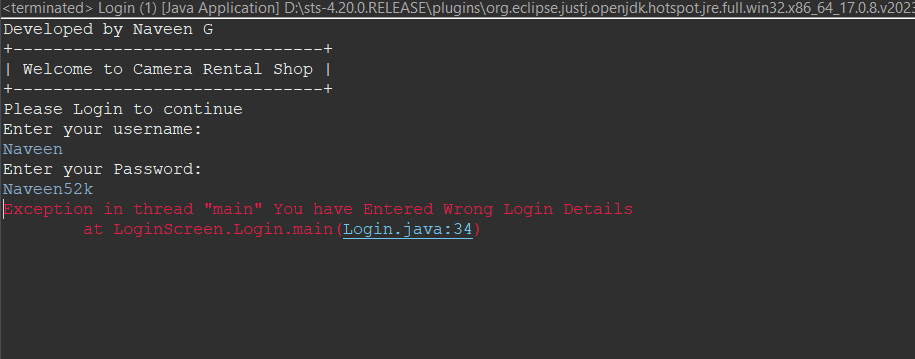 <terminated> Login (1) [Java Application] D:\sts-4.20.0.RELEASE\plugins\org.eclipse.justj.openjdk.hotspot.jre.full.win32.x86_64_17.0.8.v2023
Developed by Naveen G
+-------------------------------+
| Welcome to Camera Rental Shop |
+-------------------------------+
Please Login to continue
Enter your username:
Naveen
Enter your Password:
Naveen52k
Exception in thread "main" You have Entered Wrong Login Details
        at LoginScreen.Login.main(Login.java:34)